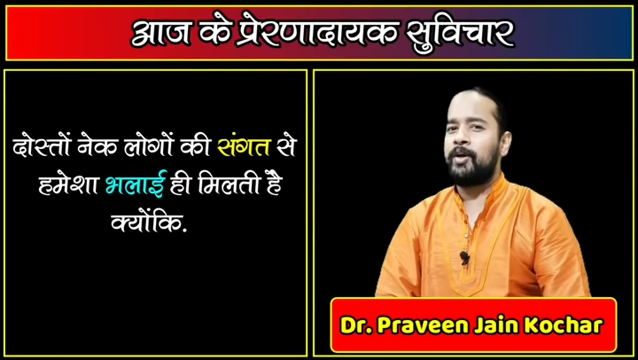 आज के प्रेरणादायक सुविचार
दोस्तों नेक लोगों की संगत से
हमेशा भलाई ही मिलती है
क्योंकि.
Dr. Praveen Jain Kochar